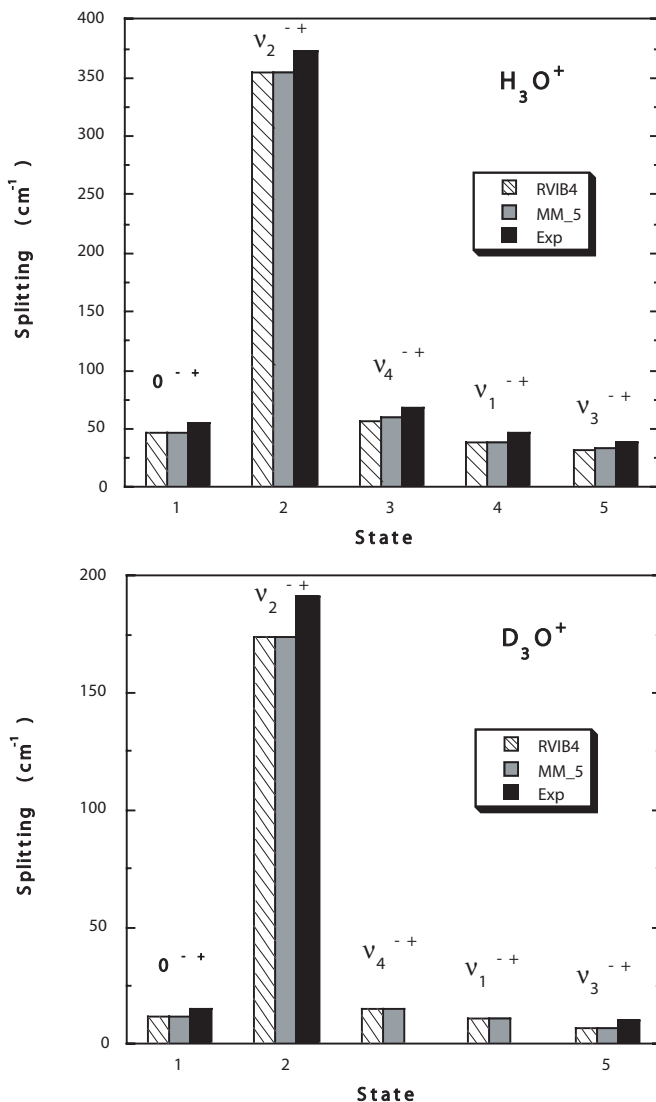 400
350
300
250
200
150
100
50
0
Splitting (cm⁻¹)
H₃O⁺
RVIB4
MM_5
Exp
0 ⁻ ⁺
ν₂ ⁻ ⁺
ν₄ ⁻ ⁺
ν₁ ⁻ ⁺
ν₃ ⁻ ⁺
1 2 3 4 5
State
200
150
100
50
0
Splitting (cm⁻¹)
D₃O⁺
RVIB4
MM_5
Exp
0 ⁻ ⁺
ν₂ ⁻ ⁺
ν₄ ⁻ ⁺
ν₁ ⁻ ⁺
ν₃ ⁻ ⁺
1 2 5
State